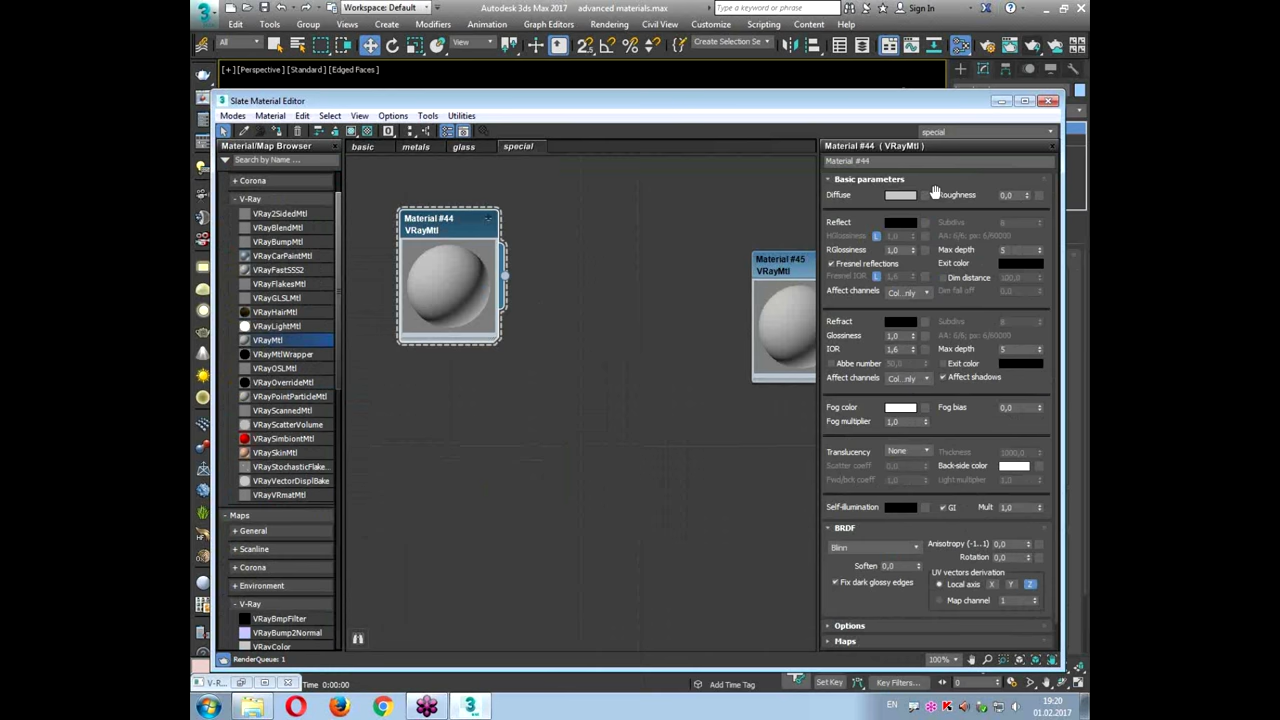 Workspace: Default
Autodesk 3ds Max 2017
advanced materials.max
Type a keyword or phrase
Sign In
Edit
Tools
Group
Views
Create
Modifiers
Animation
Graph Editors
Rendering
Civil View
Customize
Scripting
Content
Help
All
View
Create Selection Se
[+] [Perspective] [Standard] [Edged Faces]
Slate Material Editor
Modes
Material
Edit
Select
View
Options
Tools
Utilities
special
Material/Map Browser
basic
metals
glass
special
Material #44 ( VRayMtl )
Search by Name ...
Material #44
+ Corona
Basic parameters
Diffuse
Roughness
0,0
- V-Ray
VRay2SidedMtl
VRayBlendMtl
VRayBumpMtl
VRayCarPaintMtl
VRayFastSSS2
VRayFlakesMtl
VRayGLSLMtl
VRayHairMtl
VRayLightMtl
VRayMtl
VRayMtlWrapper
VRayOSLMtl
VRayOverrideMtl
VRayPointParticleMtl
VRayScannedMtl
VRayScatterVolume
VRaySimbiontMtl
VRaySkinMtl
VRayStochasticFlake...
VRayVectorDisplBake
VRayVRmatMtl
- Maps
+ General
+ Scanline
+ Corona
+ Environment
- V-Ray
VRayBmpFilter
VRayBump2Normal
VRayColor
Material #44
VRayMtl
Material #45
VRayMtl
Reflect
Subdivs
8
HGlossiness
L
1,0
AA: 6/6; px: 6/60000
RGlossiness
1,0
Max depth
5
Fresnel reflections
Exit color
Fresnel IOR
L
1,6
Dim distance
100,0
Affect channels
Col...nly
Dim fall off
0,0
Refract
Subdivs
8
Glossiness
1,0
AA: 6/6; px: 6/60000
IOR
1,6
Max depth
5
Abbe number
50,0
Exit color
Affect channels
Col...nly
Affect shadows
Fog color
Fog bias
0,0
Fog multiplier
1,0
Translucency
None
Thickness
1000,0
Scatter coeff
0,0
Back-side color
Fwd/bck coeff
1,0
Light multiplier
1,0
Self-illumination
GI
Mult
1,0
BRDF
Blinn
Anisotropy (-1..1)
0,0
Rotation
0,0
Soften
0,0
UV vectors derivation
Fix dark glossy edges
Local axis
X
Y
Z
Map channel
1
Options
Maps
RenderQueue: 1
100%
V-R...
Time 0:00:00
Add Time Tag
Set Key
Key Filters...
0
EN
19:20
01.02.2017